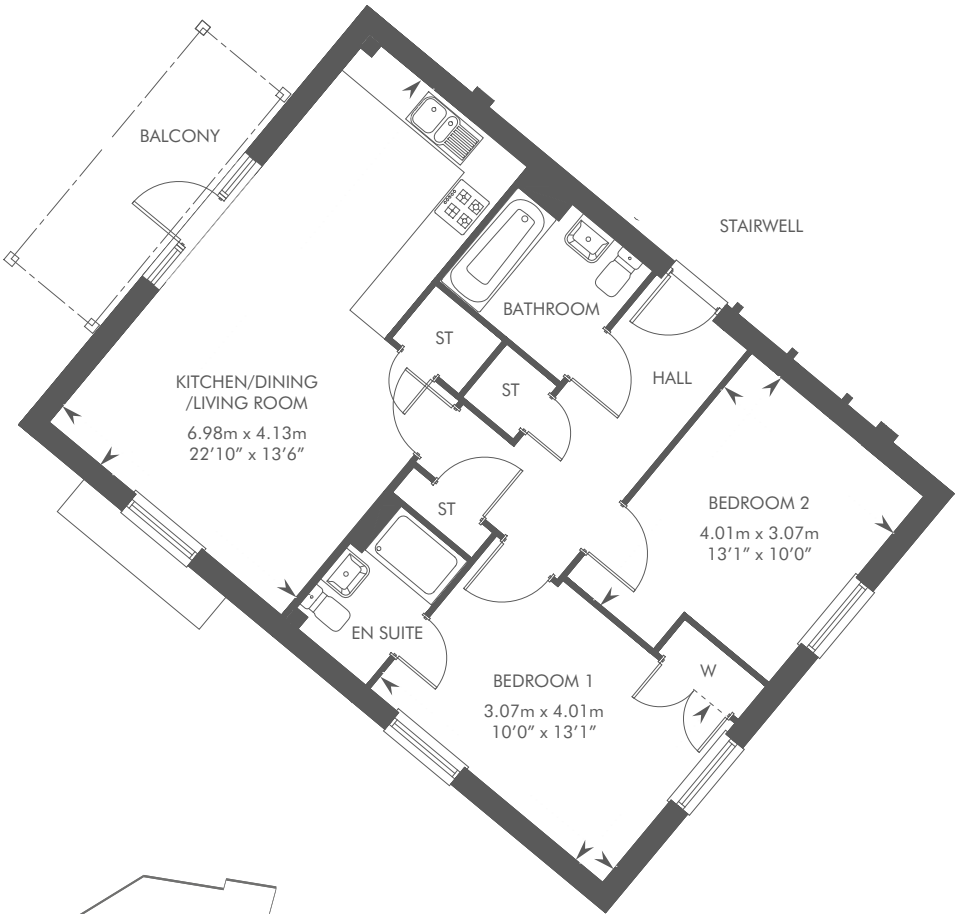 BALCONY
STAIRWELL
BATHROOM
ST
HALL
KITCHEN/DINING
/LIVING ROOM
6.98m x 4.13m
22’10” x 13’6”
ST
ST
BEDROOM 2
4.01m x 3.07m
13’1” x 10’0”
EN SUITE
BEDROOM 1
3.07m x 4.01m
10’0” x 13’1”
W